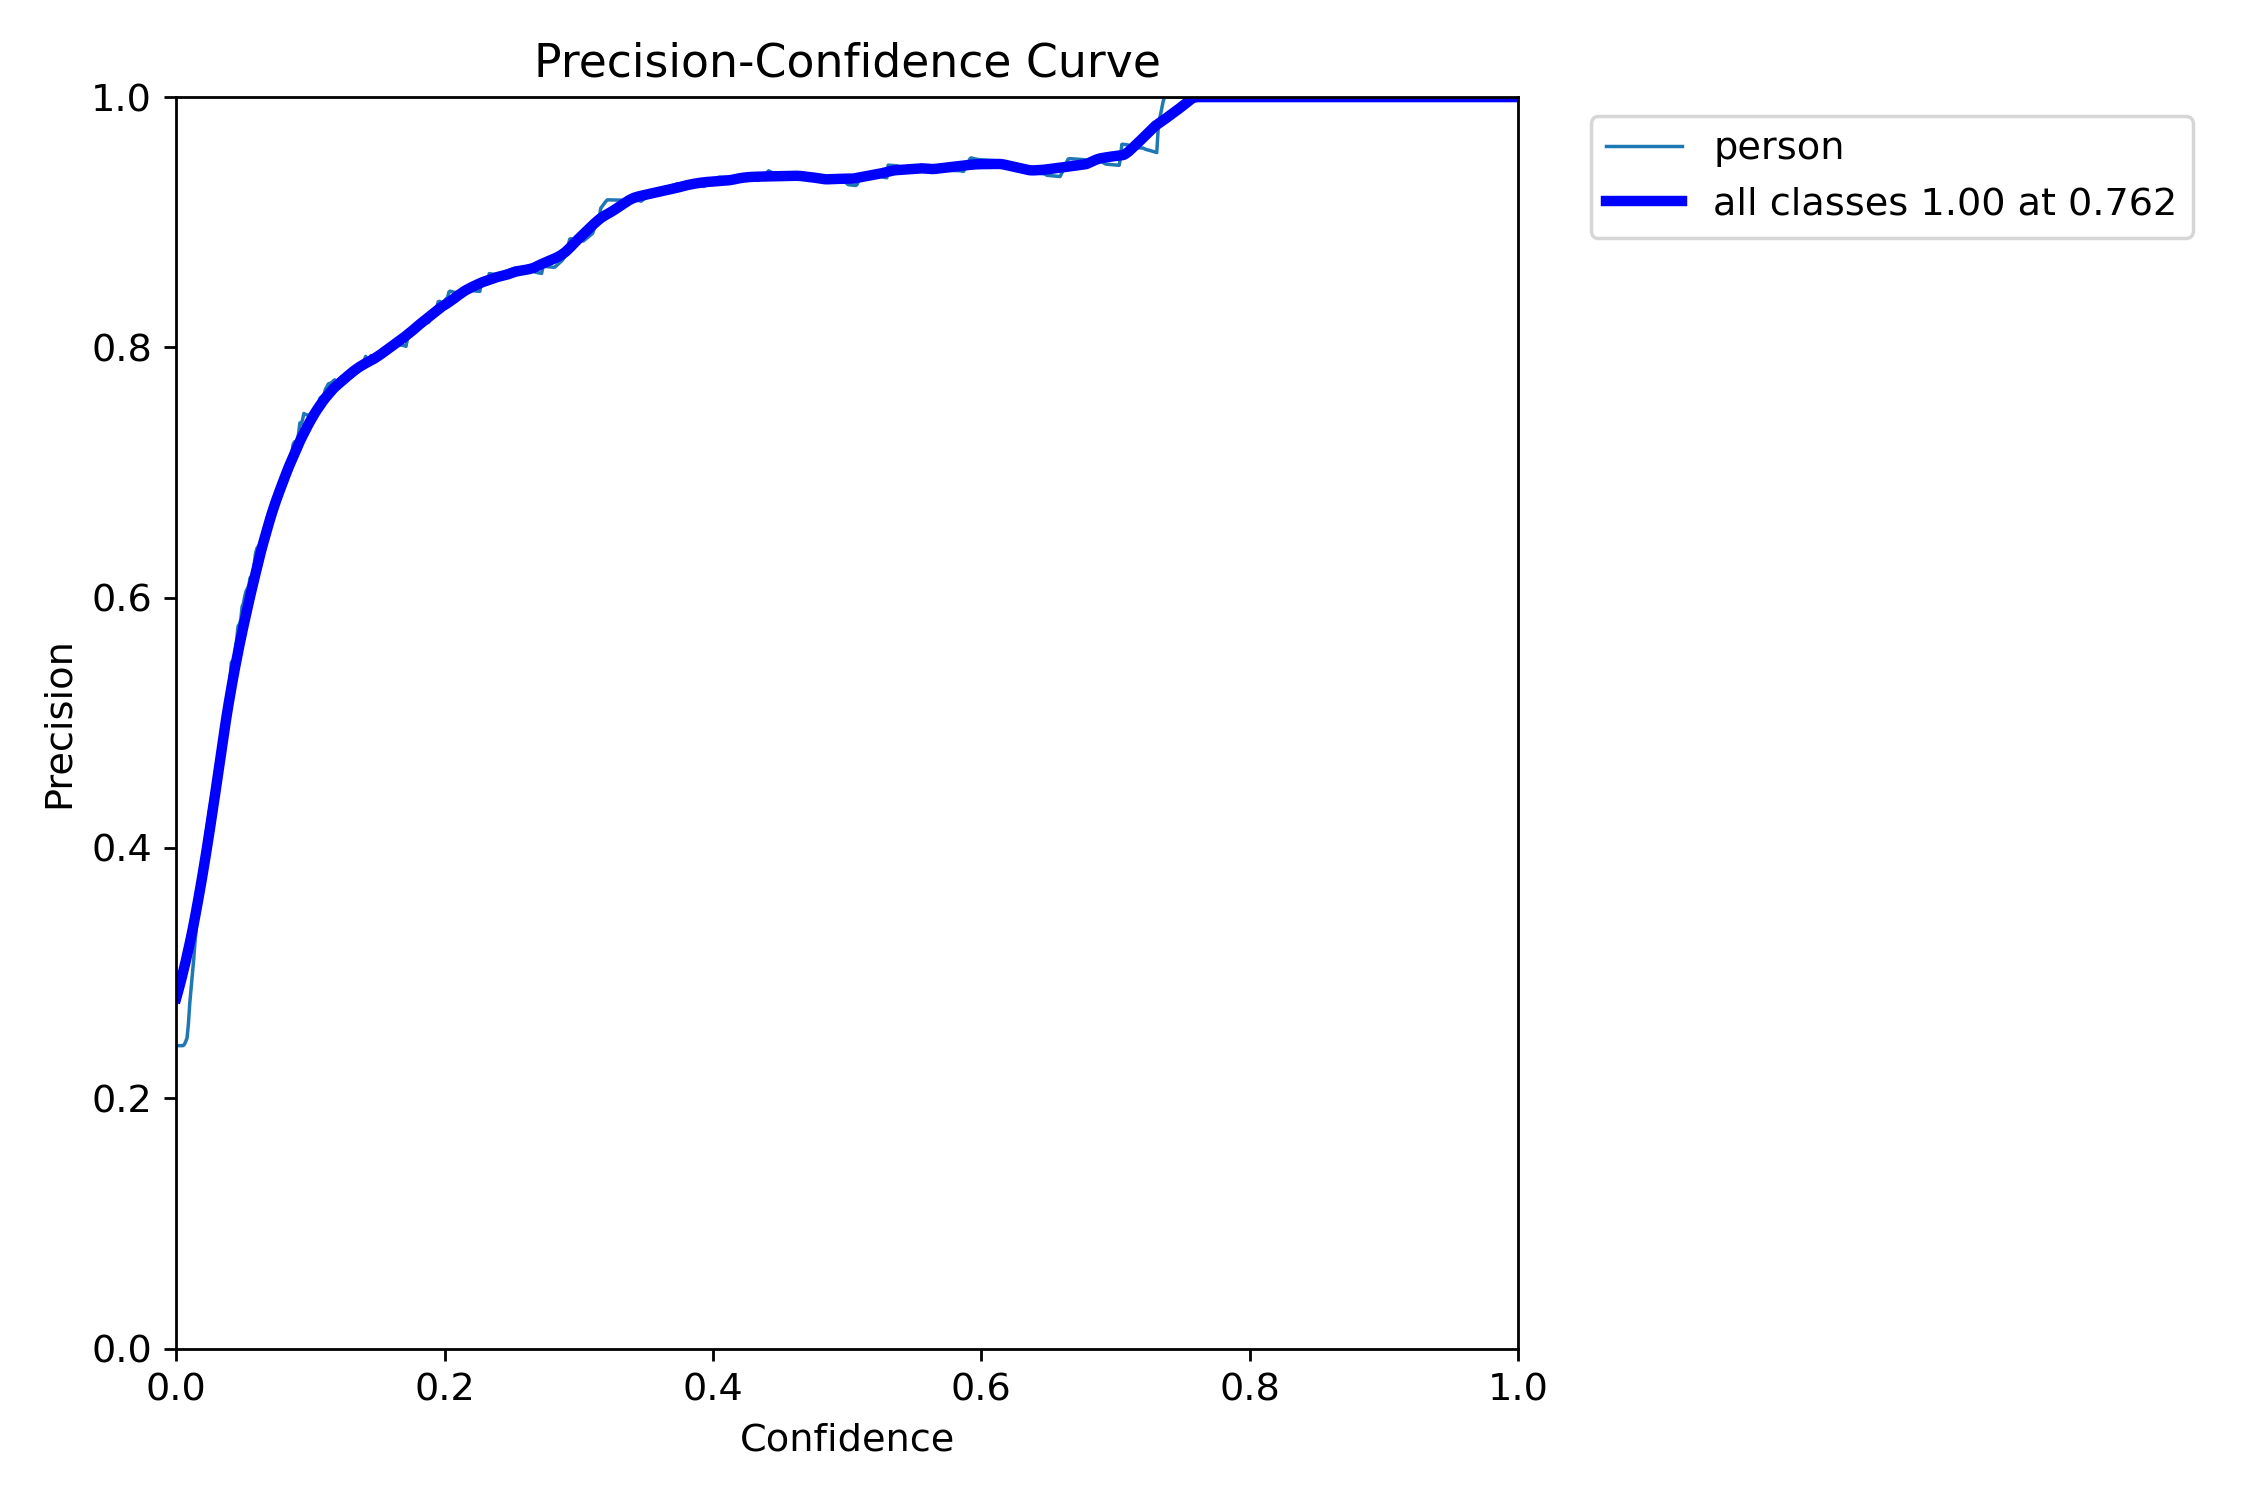 Precision-Confidence Curve
1.0
0.8
0.6
0.4
0.2
0.0
Precision
0.0 0.2 0.4 0.6 0.8 1.0
Confidence
person
all classes 1.00 at 0.762